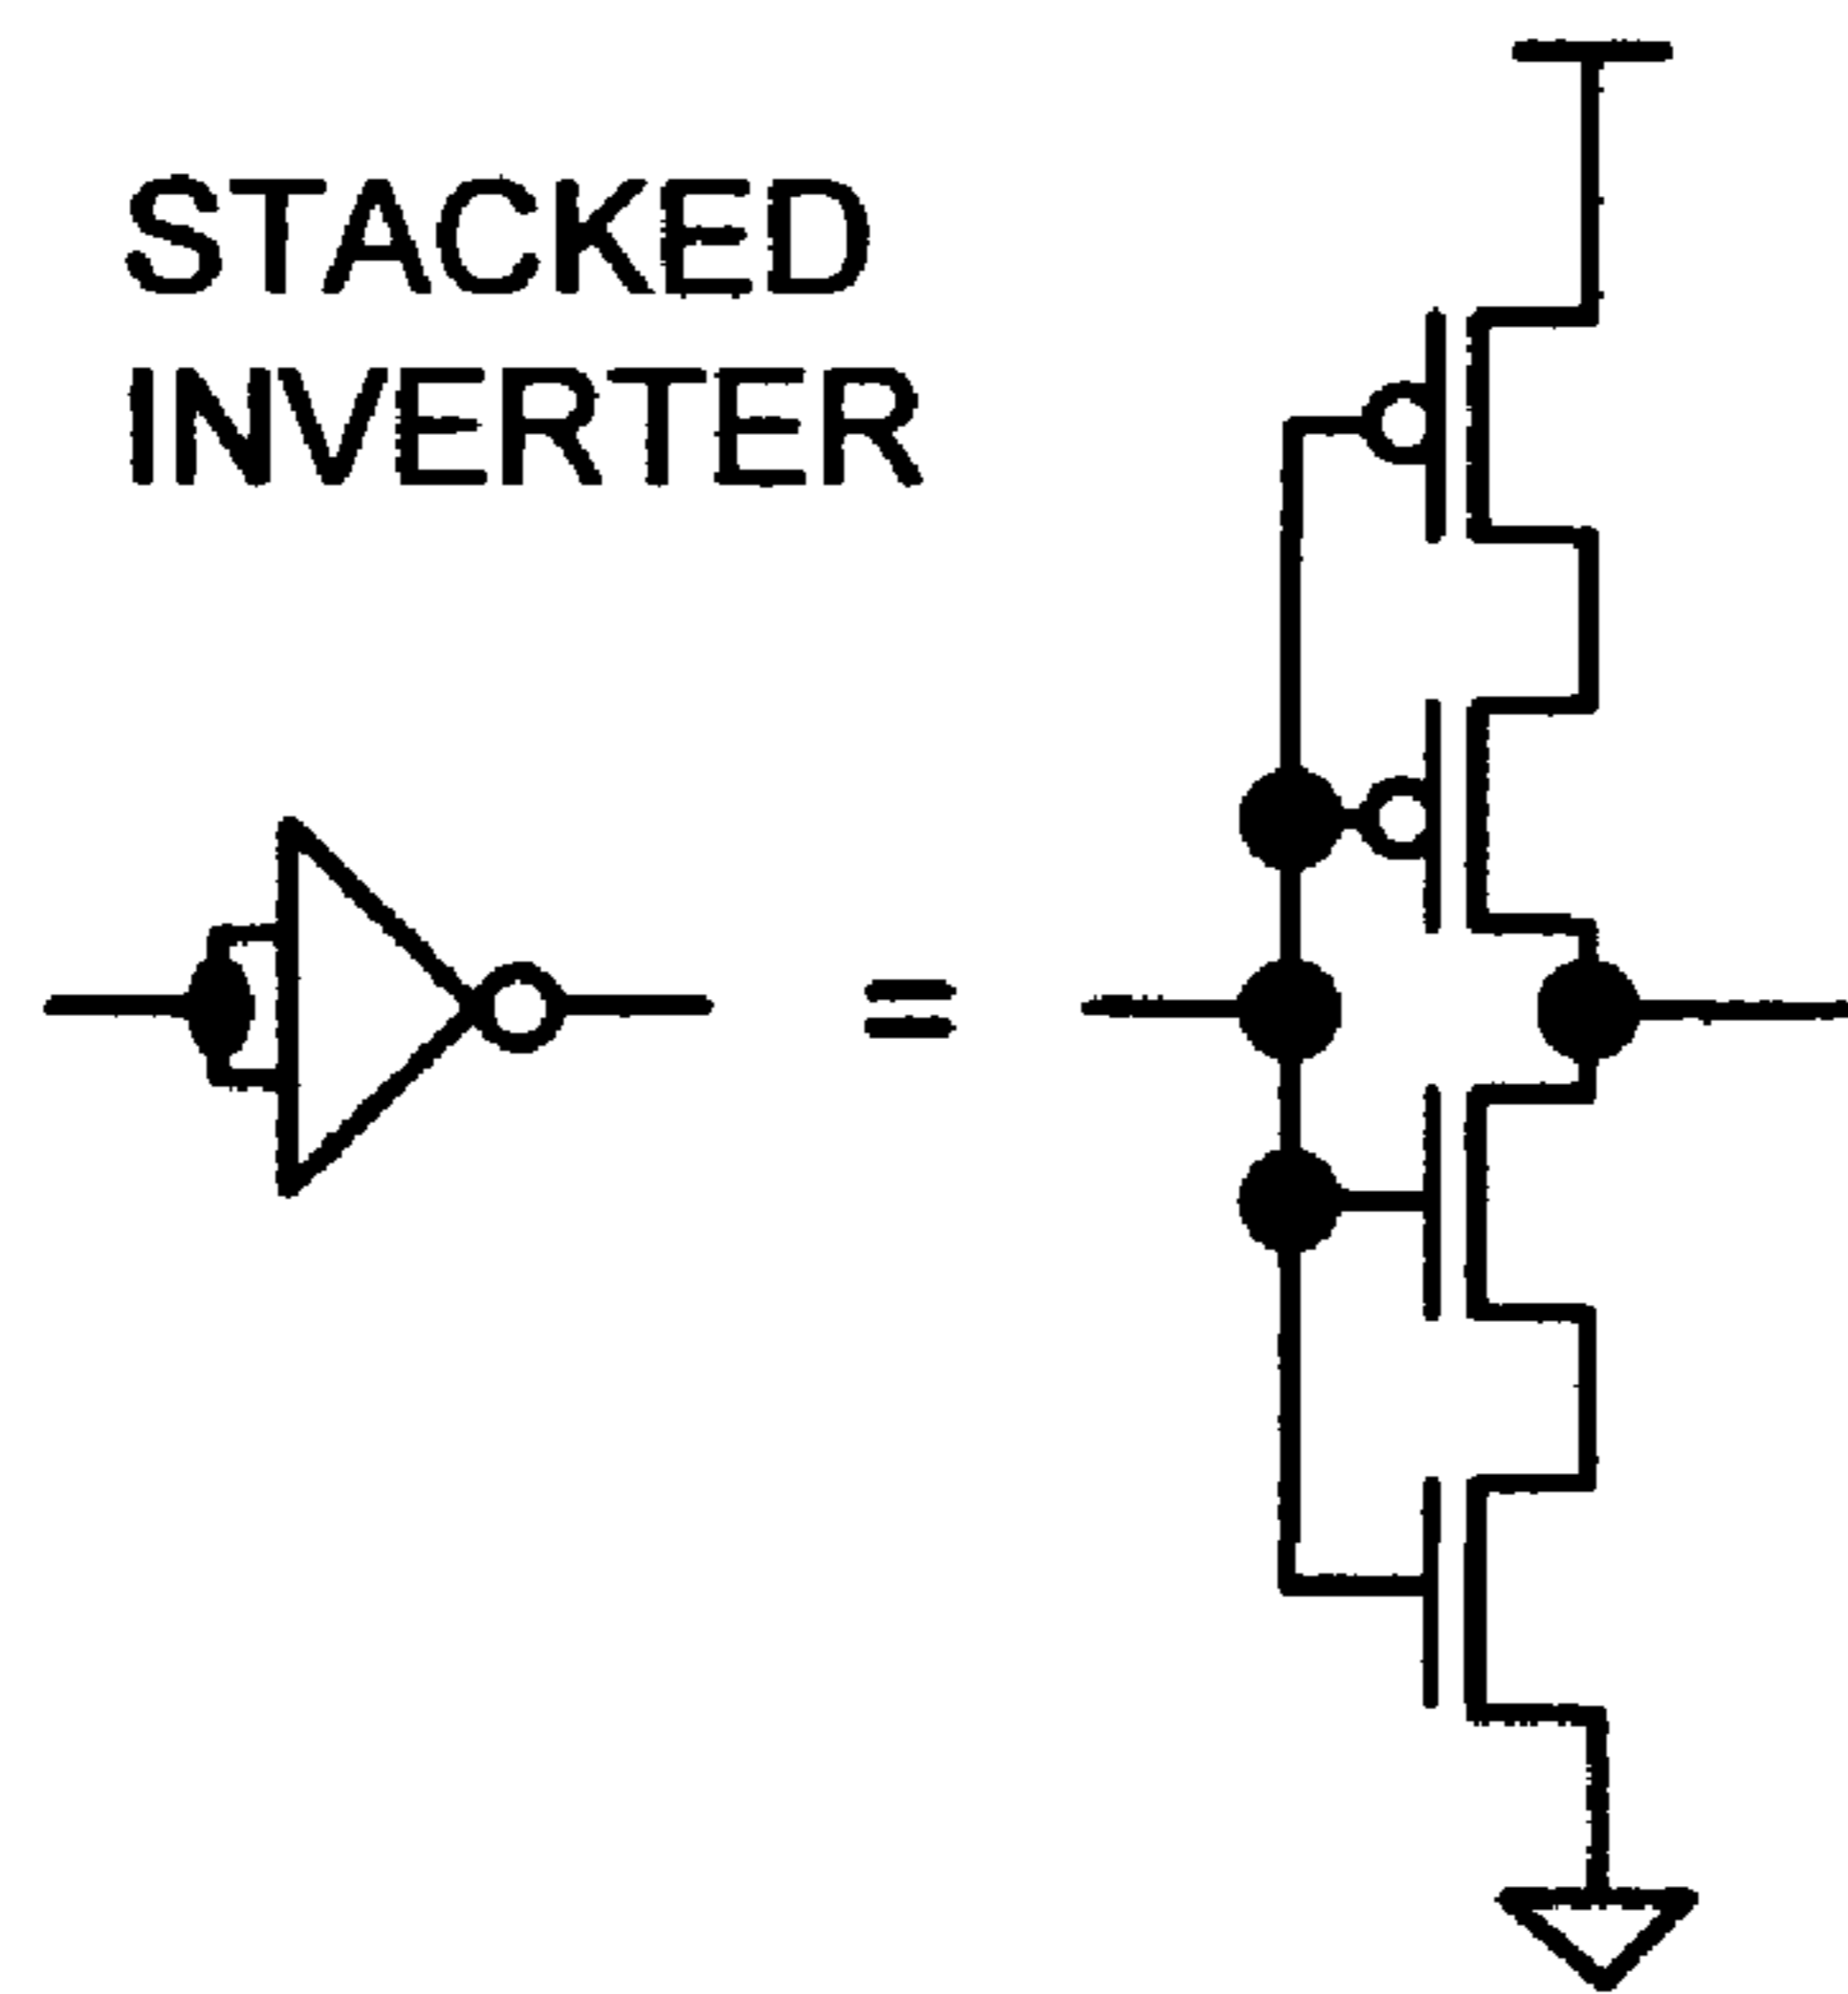 STACKED
INVERTER
=